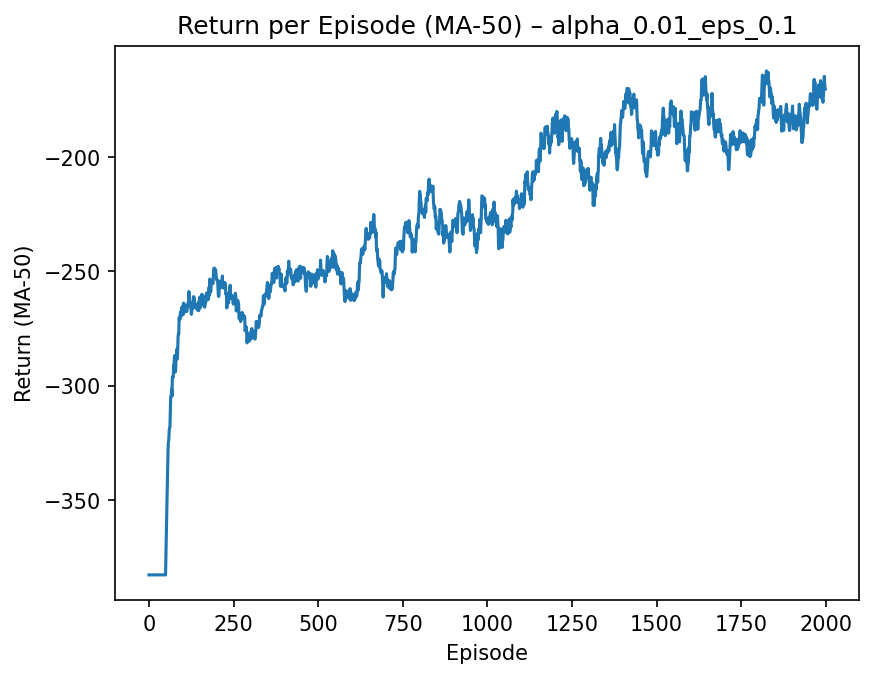 Return per Episode (MA-50) – alpha_0.01_eps_0.1
−200
−250
−300
−350
Return (MA-50)
0 250 500 750 1000 1250 1500 1750 2000
Episode